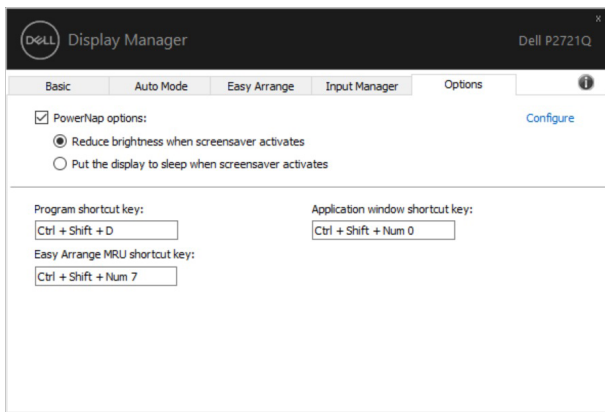 x
DELL Display Manager
Dell P2721Q
Basic Auto Mode Easy Arrange Input Manager Options i
PowerNap options: Configure
Reduce brightness when screensaver activates
Put the display to sleep when screensaver activates
Program shortcut key: Application window shortcut key:
Ctrl + Shift + D Ctrl + Shift + Num 0
Easy Arrange MRU shortcut key:
Ctrl + Shift + Num 7